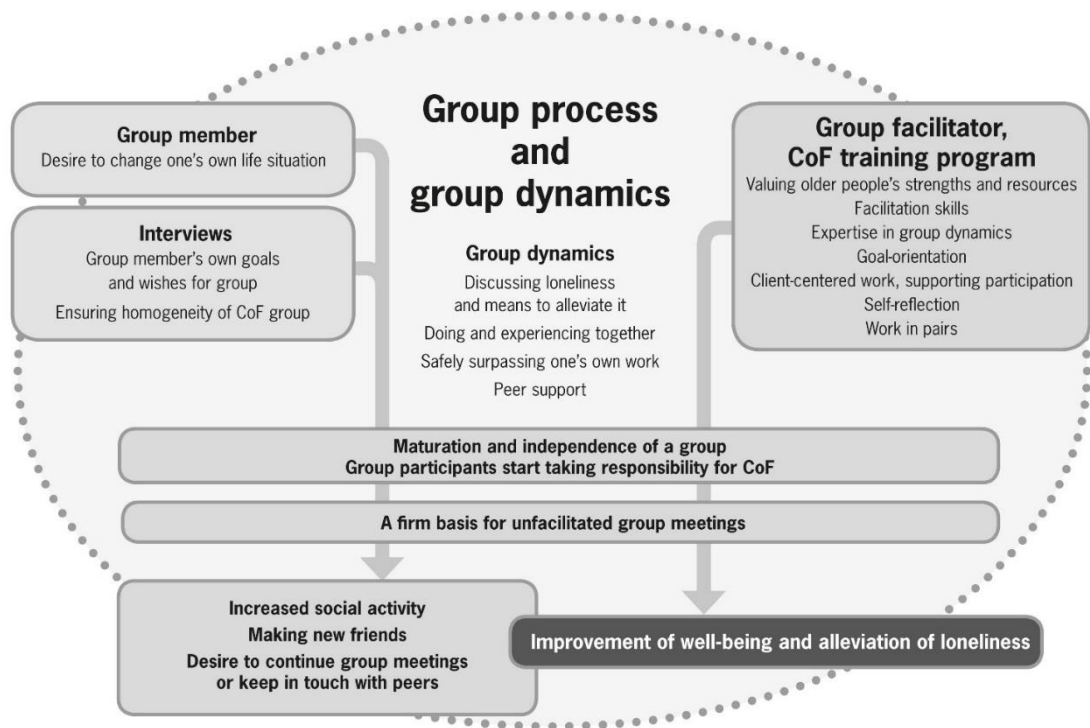 Group process
and
group dynamics
Group member
Desire to change one's own life situation
Interviews
Group member's own goals
and wishes for group
Ensuring homogeneity of CoF group
Group dynamics
Discussing loneliness
and means to alleviate it
Doing and experiencing together
Safely surpassing one's own work
Peer support
Group facilitator,
CoF training program
Valuing older people's strengths and resources
Facilitation skills
Expertise in group dynamics
Goal-orientation
Client-centered work, supporting participation
Self-reflection
Work in pairs
Maturation and independence of a group
Group participants start taking responsibility for CoF
A firm basis for unfacilitated group meetings
Increased social activity
Making new friends
Desire to continue group meetings
or keep in touch with peers
Improvement of well-being and alleviation of loneliness